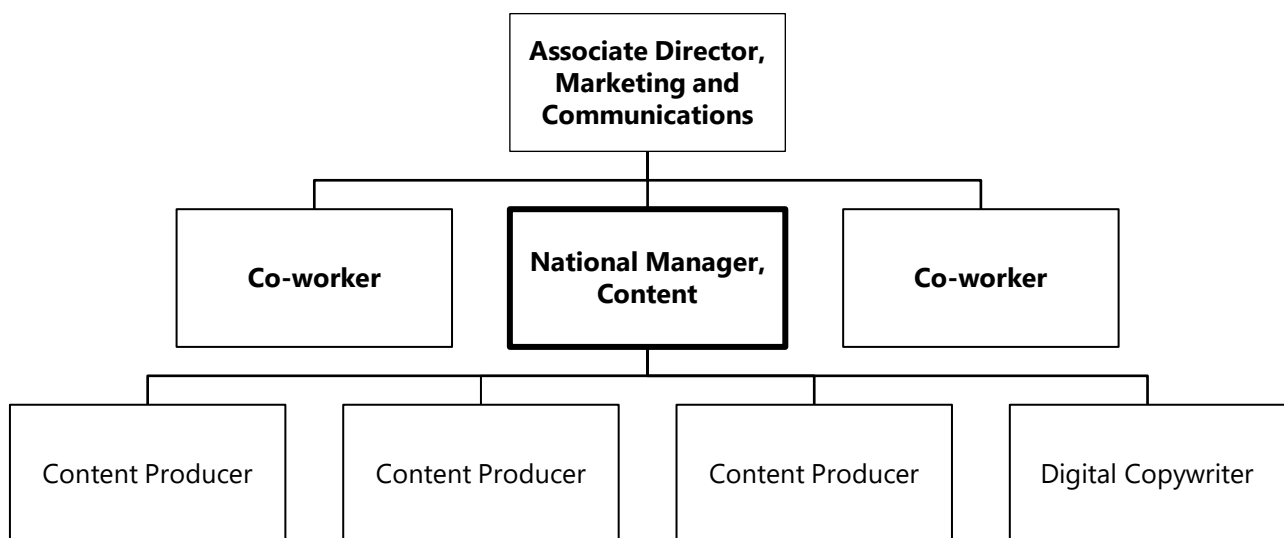 Associate Director,
Marketing and
Communications
Co-worker
National Manager,
Content
Co-worker
Content Producer
Content Producer
Content Producer
Digital Copywriter